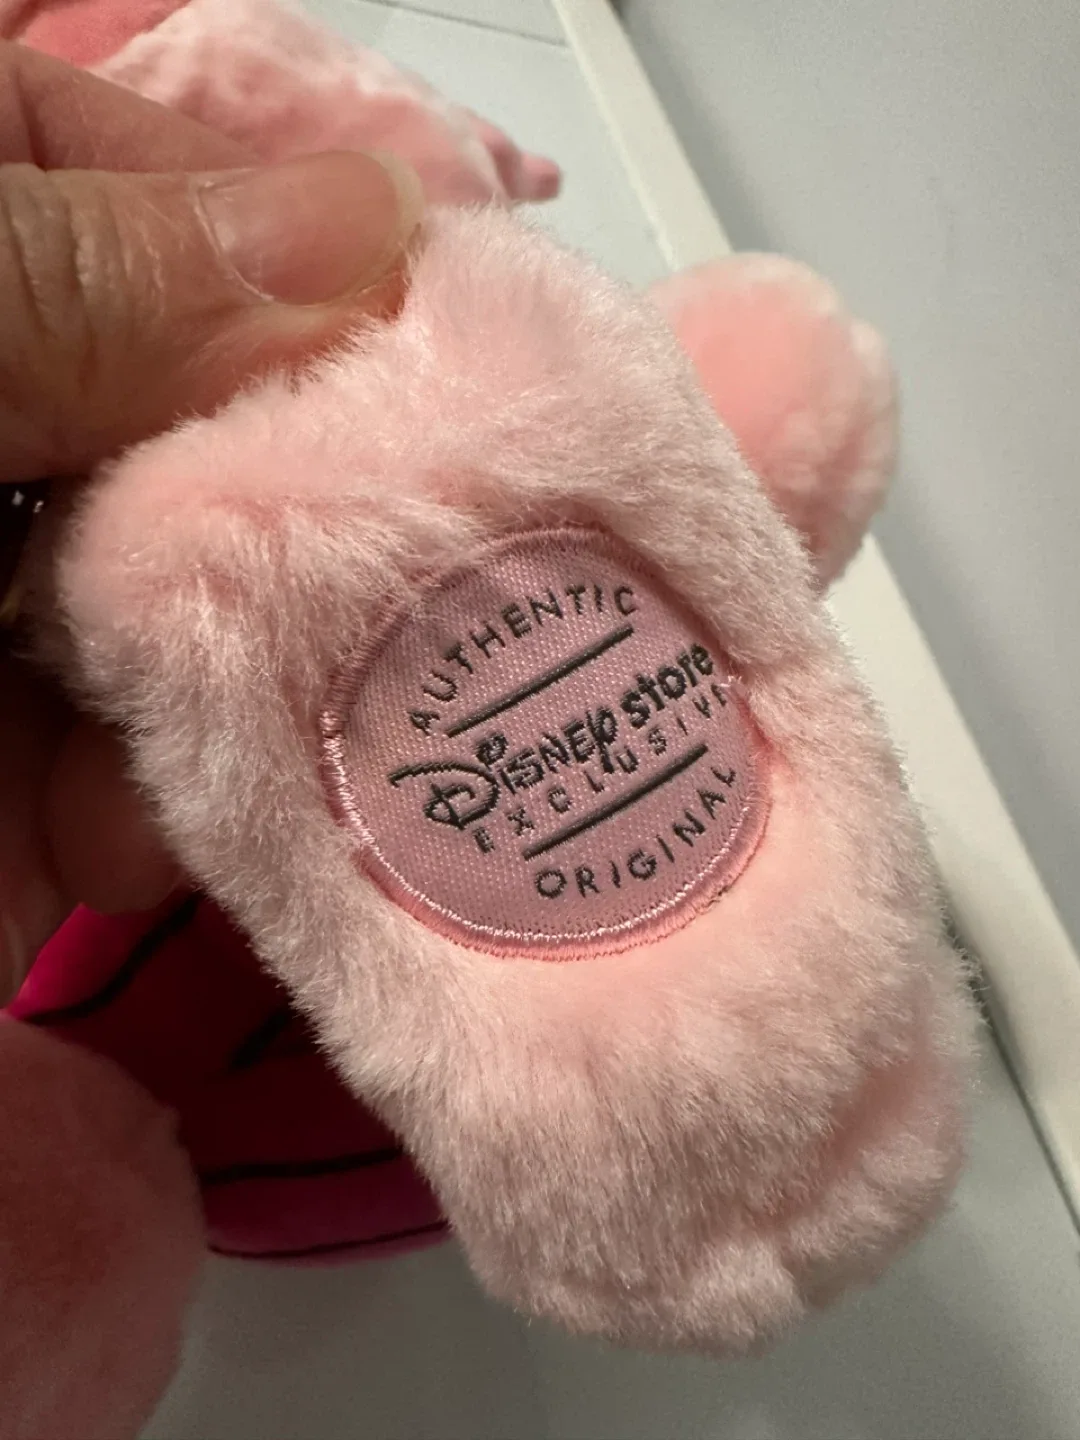 AUTHENTIC
Disney store
EXCLUSIVE
ORIGINAL